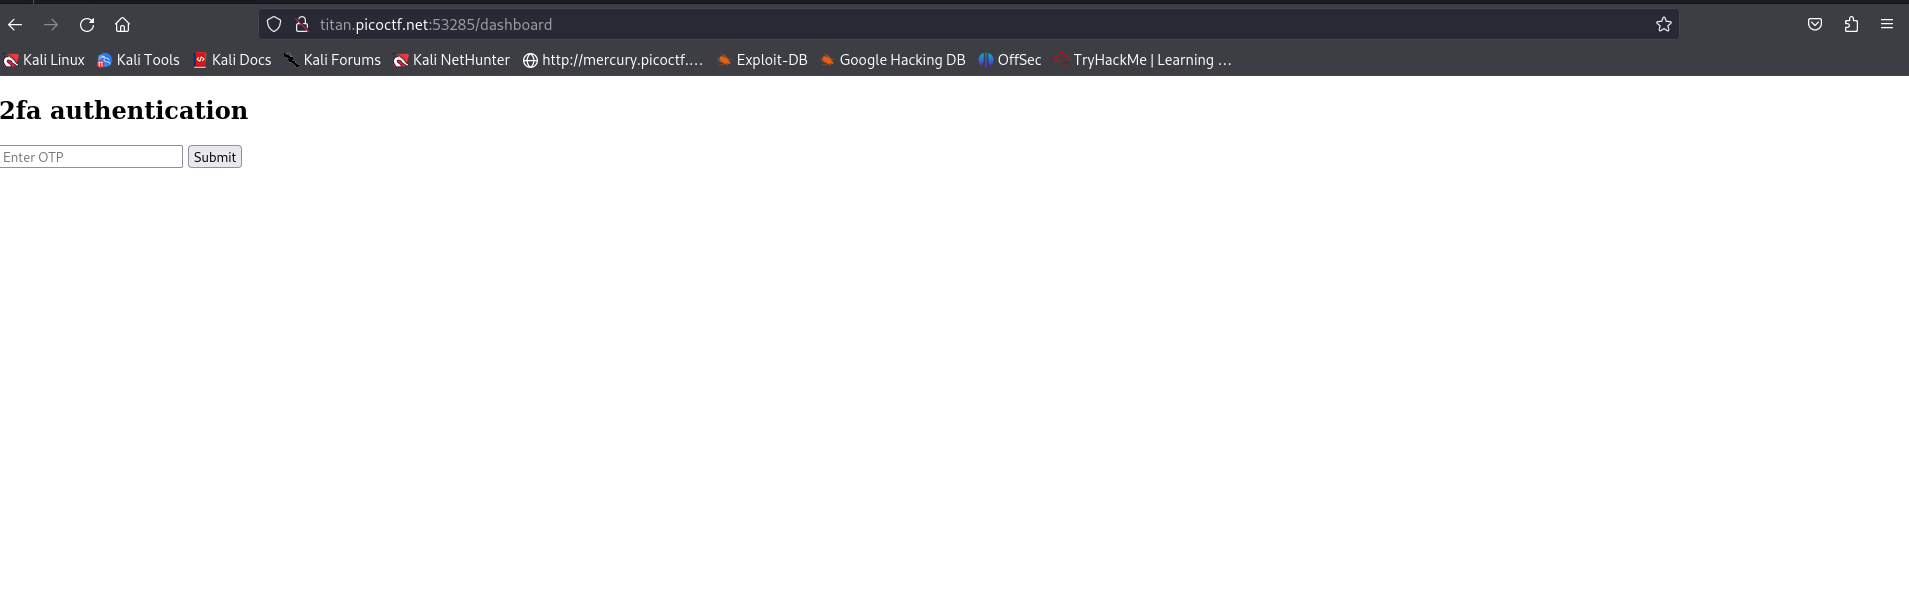 titan.picoctf.net:53285/dashboard
Kali Linux Kali Tools Kali Docs Kali Forums Kali NetHunter http://mercury.picoctf.... Exploit-DB Google Hacking DB OffSec TryHackMe | Learning ...
2fa authentication
Enter OTP Submit